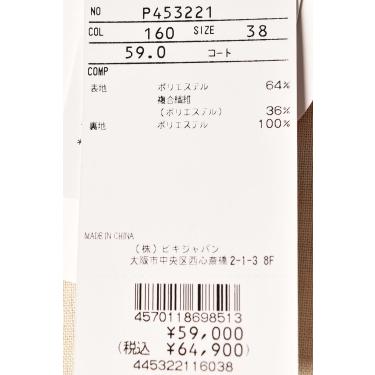 NO P453221
COL 160 SIZE 38
59.0 コート
COMP
表地 ポリエステル 64%
複合繊維
(ポリエステル) 36%
裏地 ポリエステル 100%
MADE IN CHINA
(株)ビキジャパン
大阪市中央区西心斎橋2-1-3 8F
4570118698513
¥59,000
(税込 ¥64,900)
445322116038